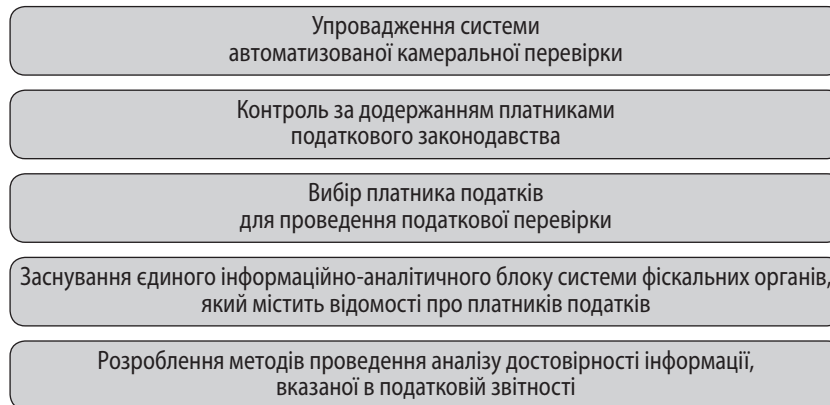 Упровадження системи
автоматизованої камеральної перевірки
Контроль за додержанням платниками
податкового законодавства
Вибір платника податків
для проведення податкової перевірки
Заснування єдиного інформаційно-аналітичного блоку системи фіскальних органів,
який містить відомості про платників податків
Розроблення методів проведення аналізу достовірності інформації,
вказаної в податковій звітності